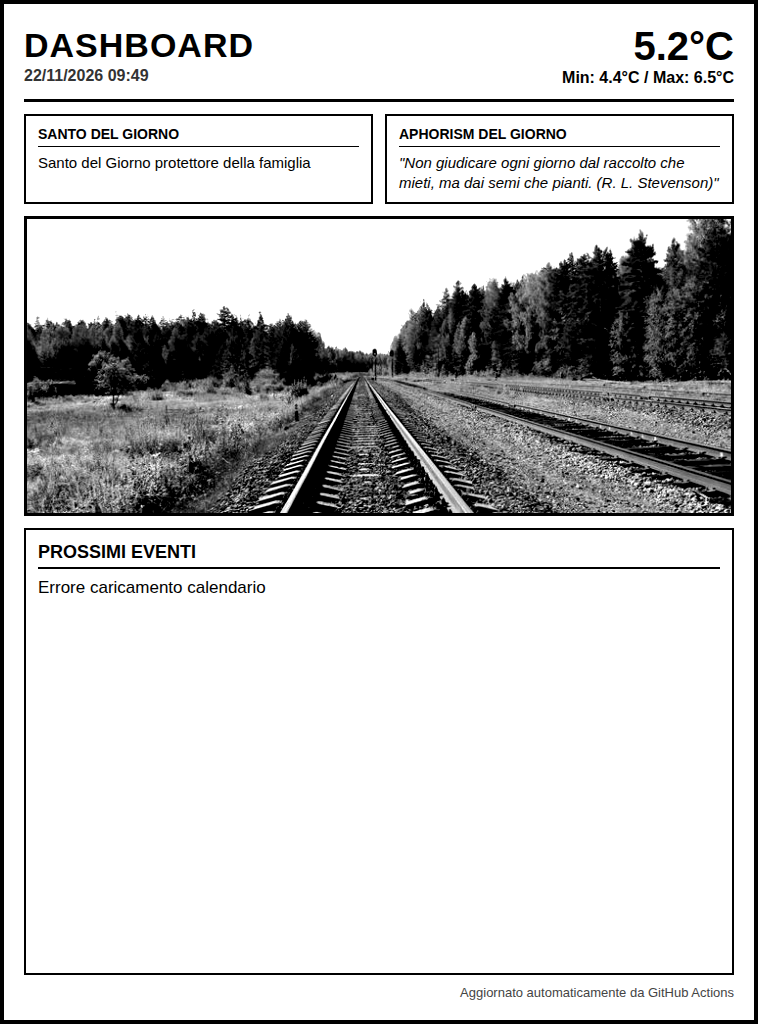 DASHBOARD
22/11/2026 09:49
5.2°C
Min: 4.4°C / Max: 6.5°C
SANTO DEL GIORNO
Santo del Giorno protettore della famiglia
APHORISM DEL GIORNO
"Non giudicare ogni giorno dal raccolto che
mieti, ma dai semi che pianti. (R. L. Stevenson)"
PROSSIMI EVENTI
Errore caricamento calendario
Aggiornato automaticamente da GitHub Actions